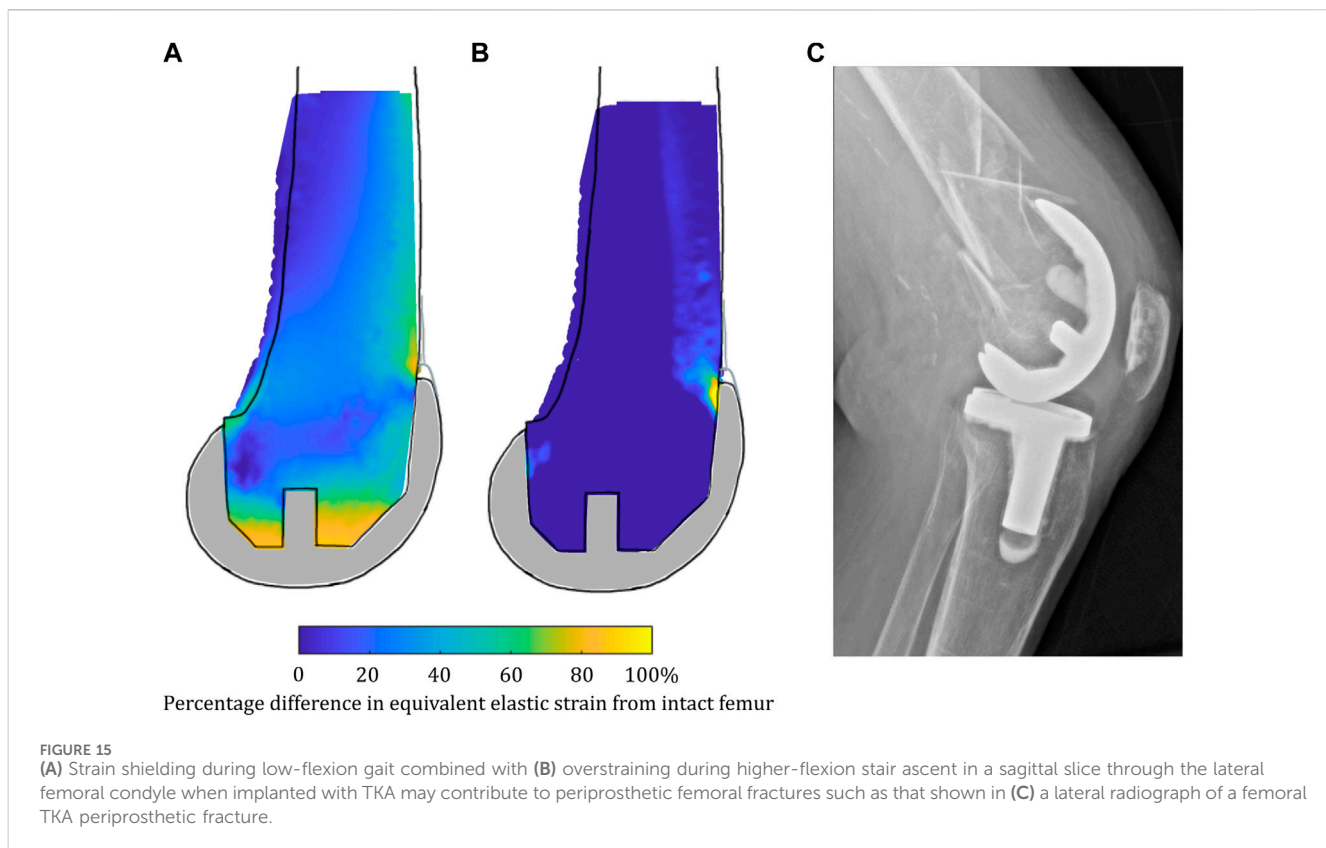 A
B
C
0 20 40 60 80 100%
Percentage difference in equivalent elastic strain from intact femur
FIGURE 15
(A) Strain shielding during low-flexion gait combined with (B) overstraining during higher-flexion stair ascent in a sagittal slice through the lateral
femoral condyle when implanted with TKA may contribute to periprosthetic femoral fractures such as that shown in (C) a lateral radiograph of a femoral
TKA periprosthetic fracture.